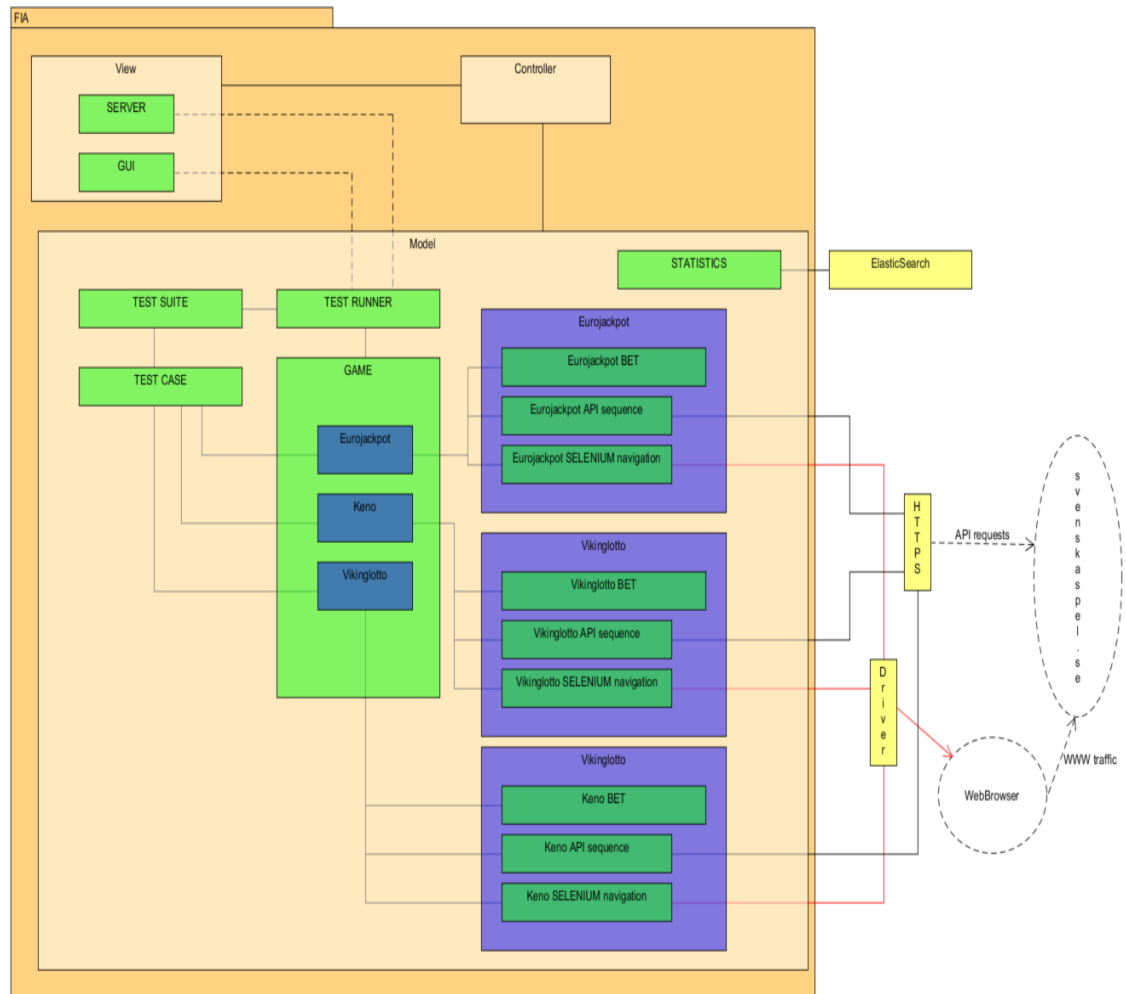 FIA
View
Controller
SERVER
GUI
Model
STATISTICS
ElasticSearch
TEST SUITE
TEST RUNNER
TEST CASE
GAME
Eurojackpot
Keno
Vikinglotto
Eurojackpot
Eurojackpot BET
Eurojackpot API sequence
Eurojackpot SELENIUM navigation
Vikinglotto
Vikinglotto BET
Vikinglotto API sequence
Vikinglotto SELENIUM navigation
Vikinglotto
Keno BET
Keno API sequence
Keno SELENIUM navigation
HTTPS
API requests
svenskaspel.se
Driver
WebBrowser
WWW traffic